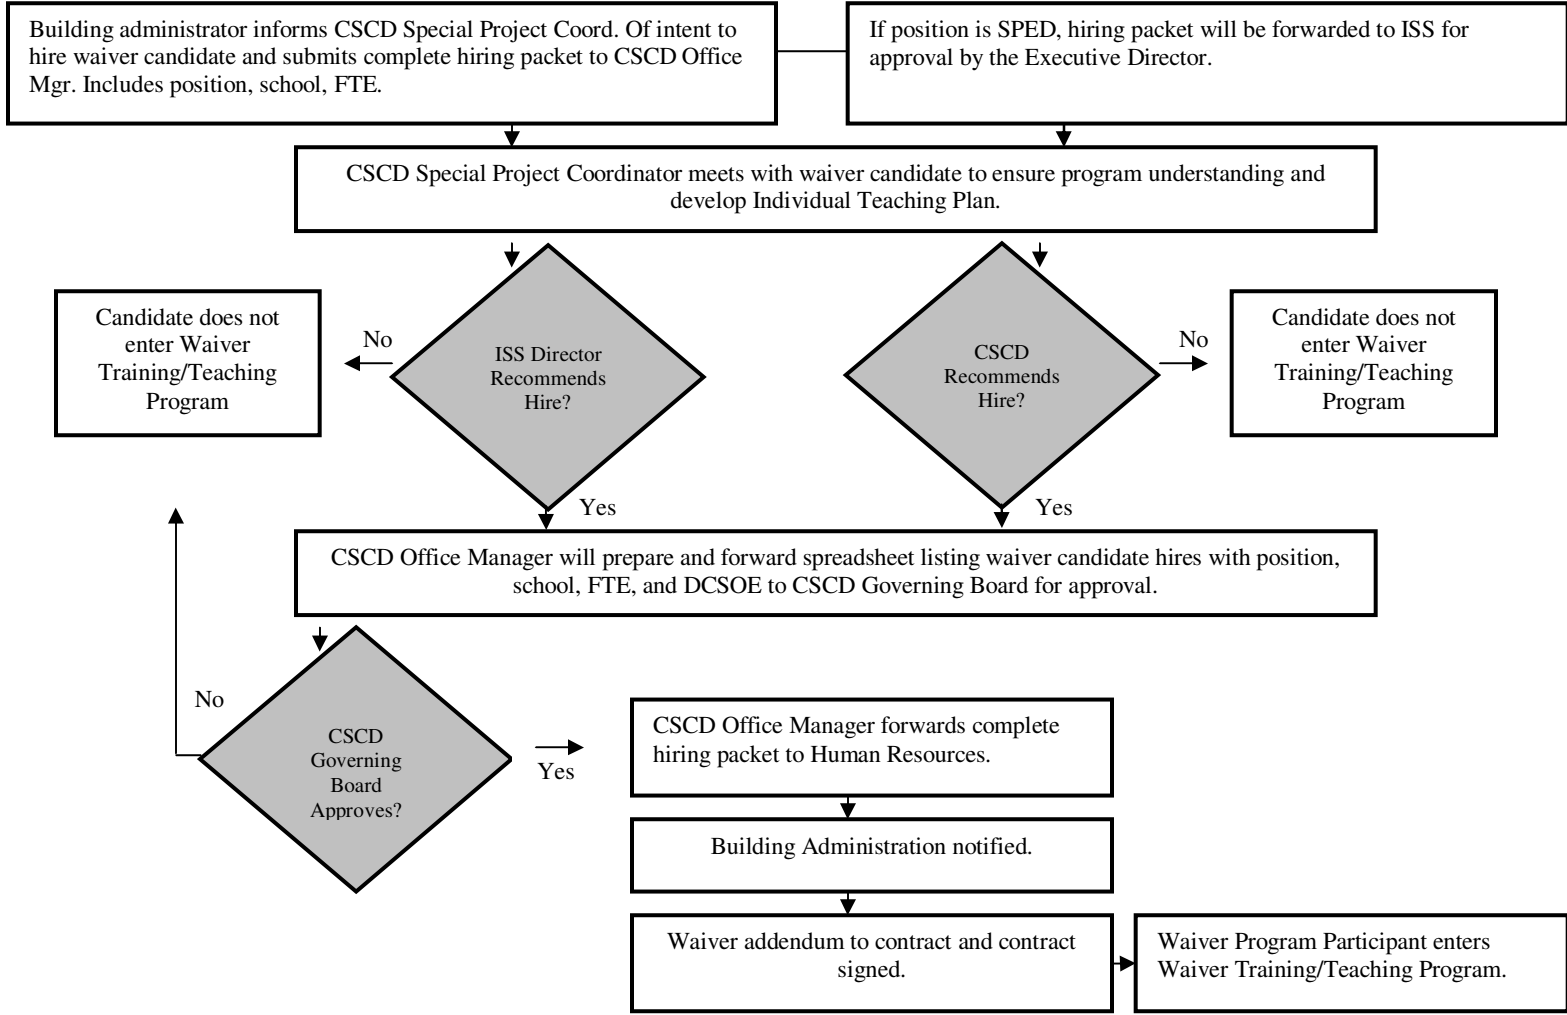 Building administrator informs CSCD Special Project Coord. Of intent to
hire waiver candidate and submits complete hiring packet to CSCD Office
Mgr. Includes position, school, FTE.
If position is SPED, hiring packet will be forwarded to ISS for
approval by the Executive Director.
CSCD Special Project Coordinator meets with waiver candidate to ensure program understanding and
develop Individual Teaching Plan.
Candidate does not
enter Waiver
Training/Teaching
Program
No
ISS Director
Recommends
Hire?
Yes
CSCD
Recommends
Hire?
Yes
No
Candidate does not
enter Waiver
Training/Teaching
Program
CSCD Office Manager will prepare and forward spreadsheet listing waiver candidate hires with position,
school, FTE, and DCSOE to CSCD Governing Board for approval.
No
CSCD
Governing
Board
Approves?
Yes
CSCD Office Manager forwards complete
hiring packet to Human Resources.
Building Administration notified.
Waiver addendum to contract and contract
signed.
Waiver Program Participant enters
Waiver Training/Teaching Program.